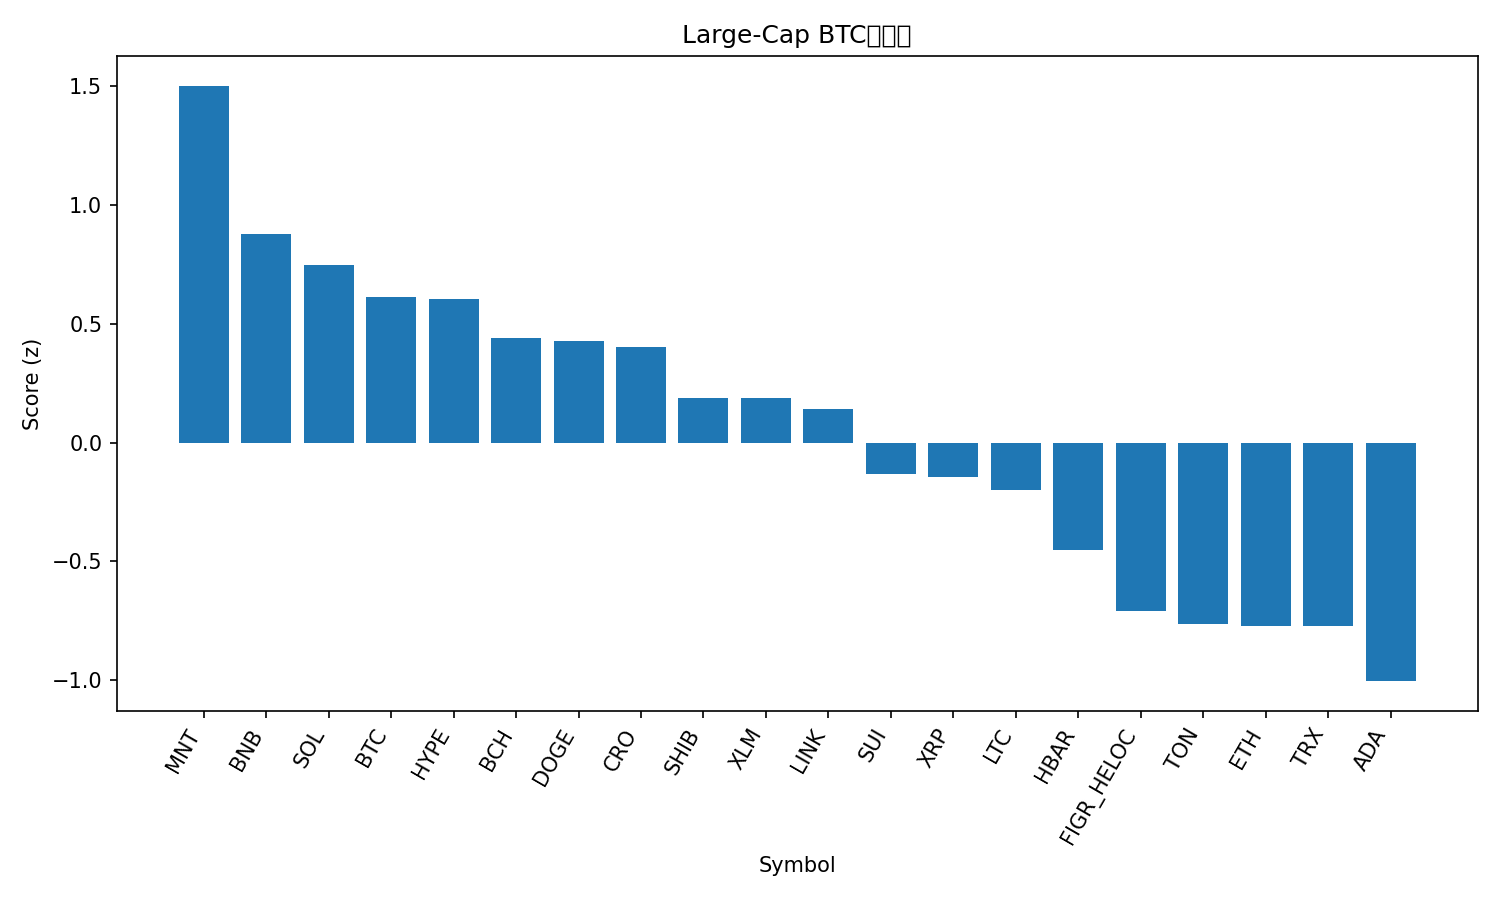 Large-Cap BTC
Score (z)
1.5
1.0
0.5
0.0
−0.5
−1.0
MNT
BNB
SOL
BTC
HYPE
BCH
DOGE
CRO
SHIB
XLM
LINK
SUI
XRP
LTC
HBAR
FIGR_HELOC
TON
ETH
TRX
ADA
Symbol